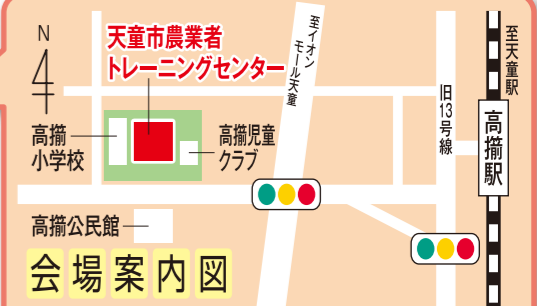 N
天童市農業者
トレーニングセンター
至イオン
モール天童
至天童駅
旧13号線
高擶
小学校
高擶児童
クラブ
高擶駅
高擶公民館
会場案内図